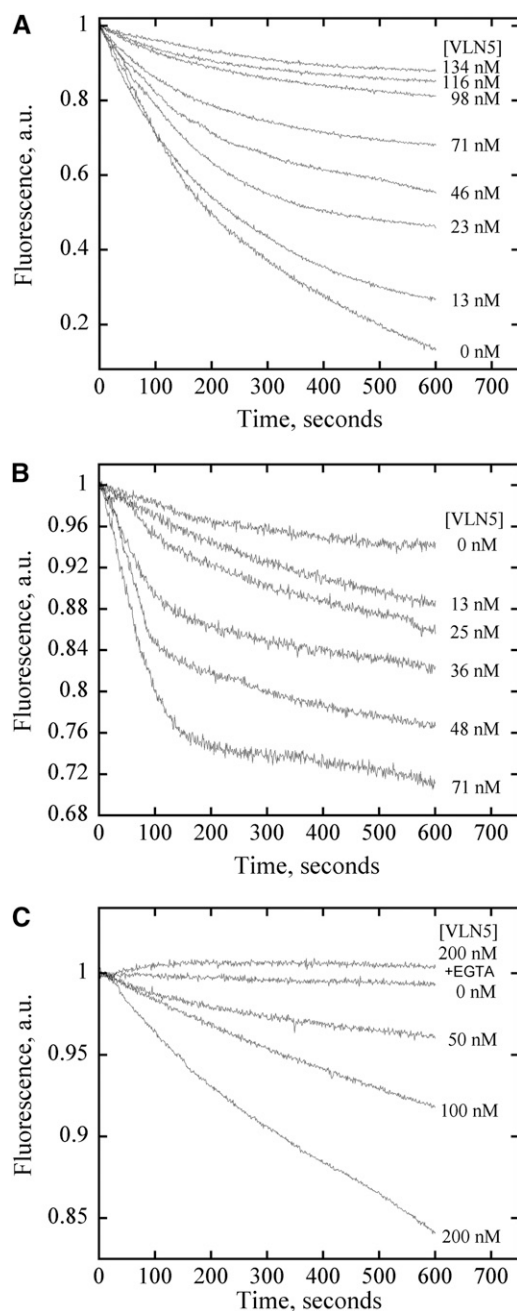 A
1
[VLN5]
134 nM
116 nM
98 nM
0.8
71 nM
0.6
46 nM
23 nM
0.4
13 nM
0.2
0 nM
Fluorescence, a.u.
0 100 200 300 400 500 600 700
Time, seconds
B
1
[VLN5]
0.96
0 nM
0.92
13 nM
0.88
25 nM
0.84
36 nM
0.8
48 nM
0.76
0.72
71 nM
0.68
Fluorescence, a.u.
0 100 200 300 400 500 600 700
Time, seconds
C
[VLN5]
200 nM
+EGTA
1
0 nM
50 nM
0.95
100 nM
0.9
0.85
200 nM
Fluorescence, a.u.
0 100 200 300 400 500 600 700
Time, seconds